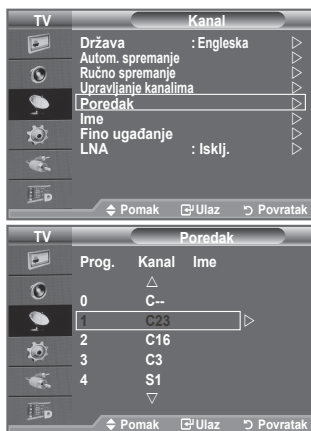 TV Kanal
Država : Engleska
Autom. spremanje
Ručno spremanje
Upravljanje kanalima
Poredak
Ime
Fino ugađanje
LNA : Isklj.
Pomak Ulaz Povratak
TV Poredak
Prog. Kanal Ime
0 C--
1 C23
2 C16
3 C3
4 S1
Pomak Ulaz Povratak